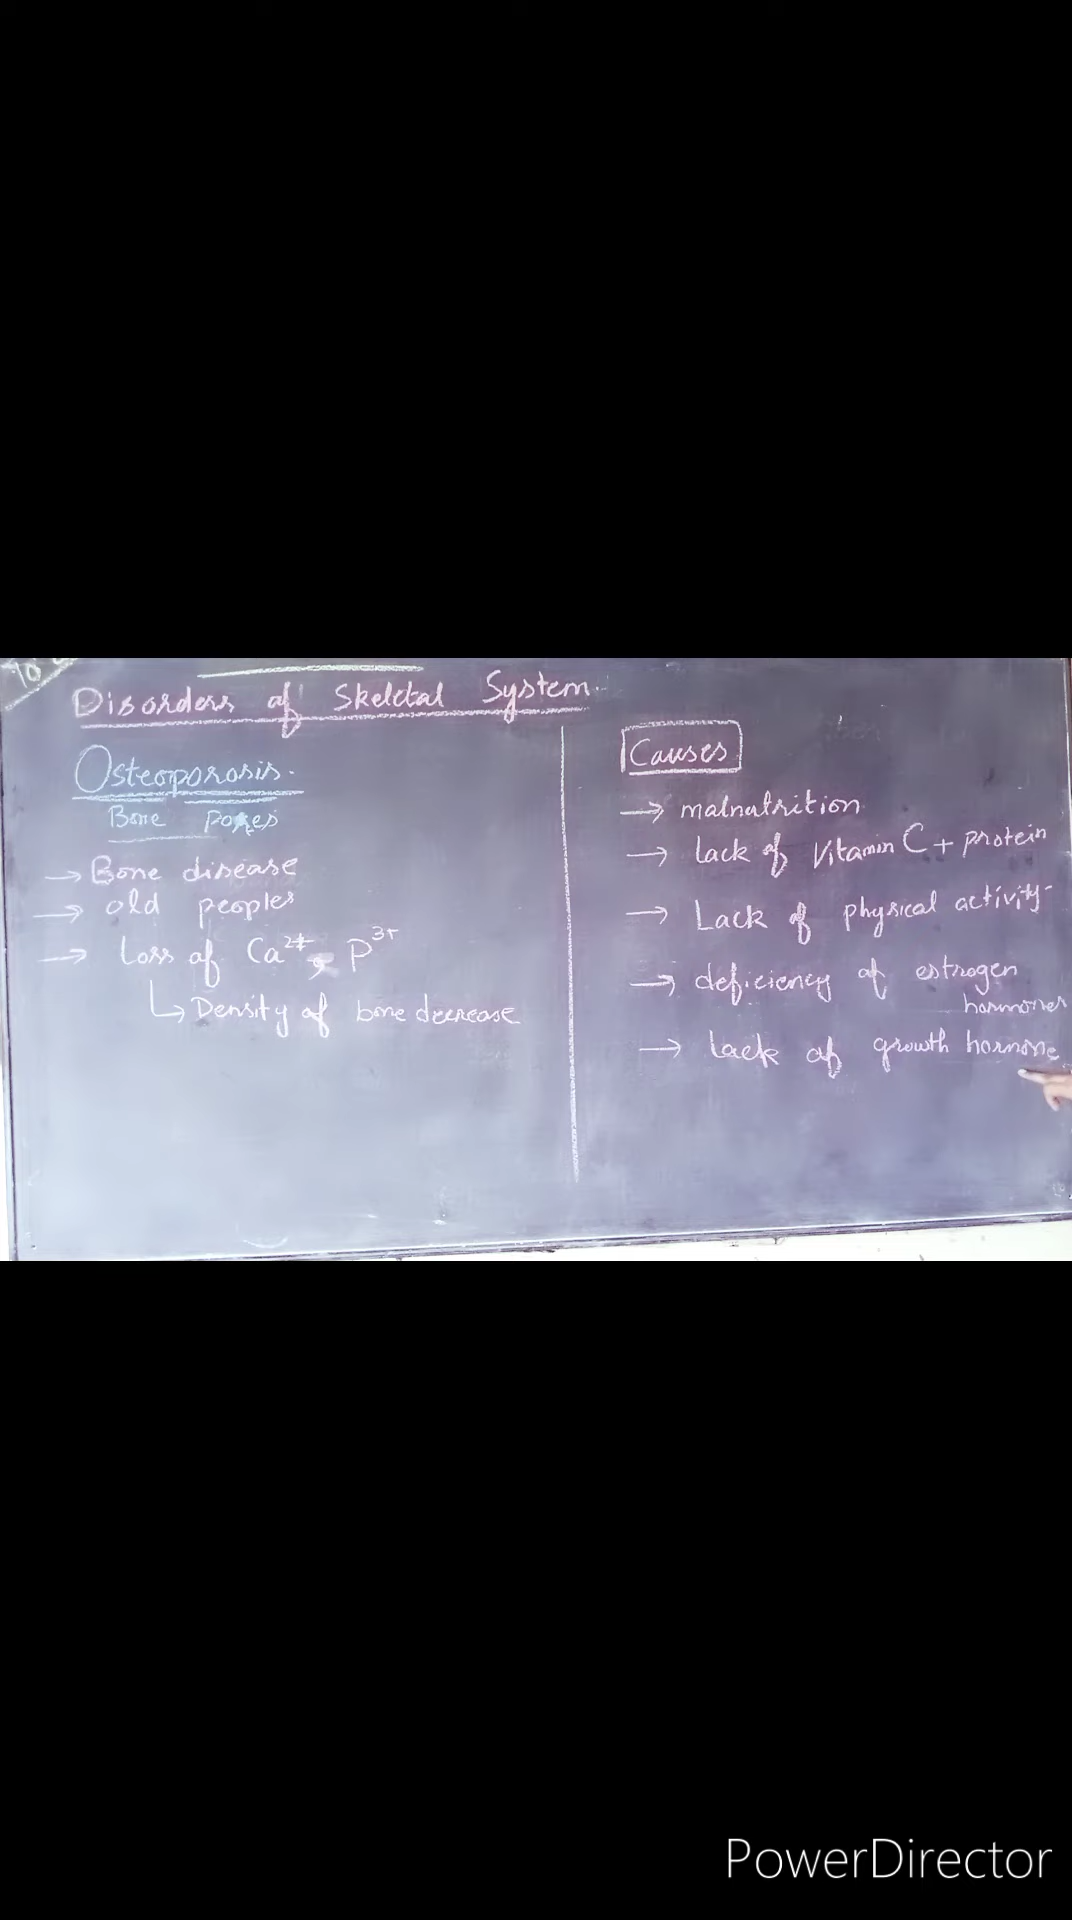 10
Disorders of Skeletal System.
Osteoporosis.
Bone pores
→ Bone disease
→ old peoples
→ Loss of Ca²⁺, P³⁺
↳ Density of bone decrease
Causes
→ malnutrition
→ Lack of Vitamin C + protein
→ Lack of physical activity-
→ deficiency of estrogen
hormones
→ lack of growth hormone
PowerDirector